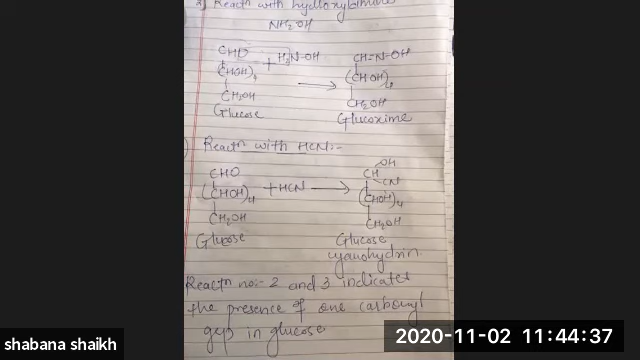 2) Reactn with hydroxylamine
NH2OH
CHO + H2N-OH CH=N-OH
(CHOH)4 (CHOH)4
CH2OH CH2OH
Glucose Glucoxime
) Reactn with HCN:-
OH
CHO CH
CN
(CHOH)4 +HCN (CHOH)4
CH2OH CH2OH
Glucose Glucose
cyanohydrin
Reactn no:- 2 and 3 indicates
the presence of one carbonyl
grp in glucose
shabana shaikh
2020-11-02 11:44:37